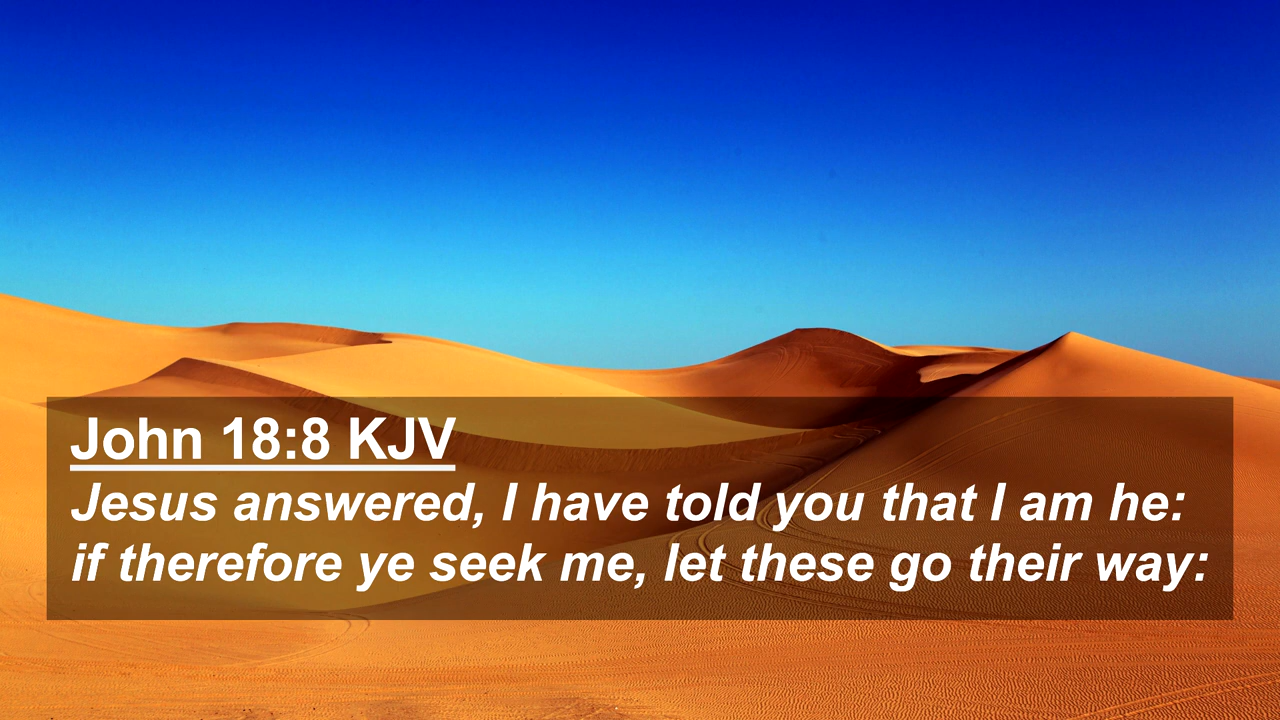 John 18:8 KJV
Jesus answered, I have told you that I am he:
if therefore ye seek me, let these go their way: